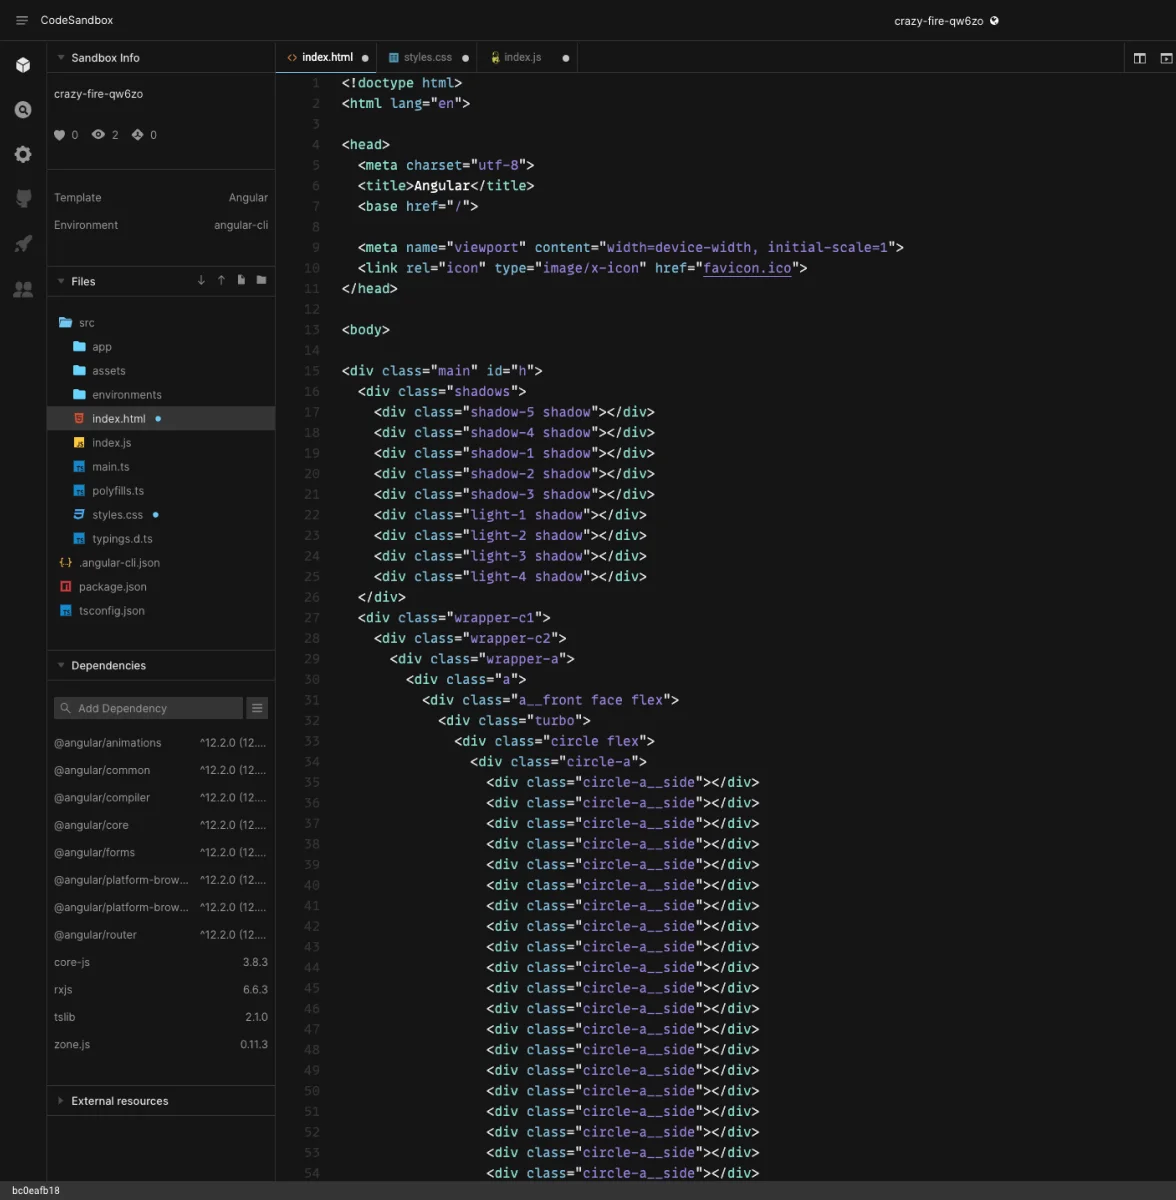 CodeSandbox
crazy-fire-qw6zo
Sandbox Info
crazy-fire-qw6zo
0 2 0
Template Angular
Environment angular-cli
Files
src
app
assets
environments
index.html
index.js
main.ts
polyfills.ts
styles.css
typings.d.ts
.angular-cli.json
package.json
tsconfig.json
Dependencies
Add Dependency
@angular/animations ^12.2.0 (12....
@angular/common ^12.2.0 (12....
@angular/compiler ^12.2.0 (12....
@angular/core ^12.2.0 (12....
@angular/forms ^12.2.0 (12....
@angular/platform-brow... ^12.2.0 (12....
@angular/platform-brow... ^12.2.0 (12....
@angular/router ^12.2.0 (12....
core-js 3.8.3
rxjs 6.6.3
tslib 2.1.0
zone.js 0.11.3
External resources
index.html styles.css index.js
1 <!doctype html>
2 <html lang="en">
3
4 <head>
5 <meta charset="utf-8">
6 <title>Angular</title>
7 <base href="/">
8
9 <meta name="viewport" content="width=device-width, initial-scale=1">
10 <link rel="icon" type="image/x-icon" href="favicon.ico">
11 </head>
12
13 <body>
14
15 <div class="main" id="h">
16 <div class="shadows">
17 <div class="shadow-5 shadow"></div>
18 <div class="shadow-4 shadow"></div>
19 <div class="shadow-1 shadow"></div>
20 <div class="shadow-2 shadow"></div>
21 <div class="shadow-3 shadow"></div>
22 <div class="light-1 shadow"></div>
23 <div class="light-2 shadow"></div>
24 <div class="light-3 shadow"></div>
25 <div class="light-4 shadow"></div>
26 </div>
27 <div class="wrapper-c1">
28 <div class="wrapper-c2">
29 <div class="wrapper-a">
30 <div class="a">
31 <div class="a__front face flex">
32 <div class="turbo">
33 <div class="circle flex">
34 <div class="circle-a">
35 <div class="circle-a__side"></div>
36 <div class="circle-a__side"></div>
37 <div class="circle-a__side"></div>
38 <div class="circle-a__side"></div>
39 <div class="circle-a__side"></div>
40 <div class="circle-a__side"></div>
41 <div class="circle-a__side"></div>
42 <div class="circle-a__side"></div>
43 <div class="circle-a__side"></div>
44 <div class="circle-a__side"></div>
45 <div class="circle-a__side"></div>
46 <div class="circle-a__side"></div>
47 <div class="circle-a__side"></div>
48 <div class="circle-a__side"></div>
49 <div class="circle-a__side"></div>
50 <div class="circle-a__side"></div>
51 <div class="circle-a__side"></div>
52 <div class="circle-a__side"></div>
53 <div class="circle-a__side"></div>
54 <div class="circle-a__side"></div>
bc0eafb18